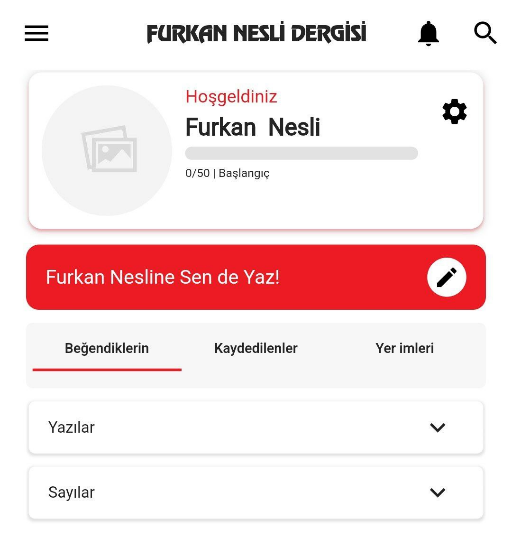 FURKAN NESLİ DERGİSİ
Hoşgeldiniz
Furkan Nesli
0/50 | Başlangıç
Furkan Nesline Sen de Yaz!
Beğendiklerin Kaydedilenler Yer imleri
Yazılar
Sayılar